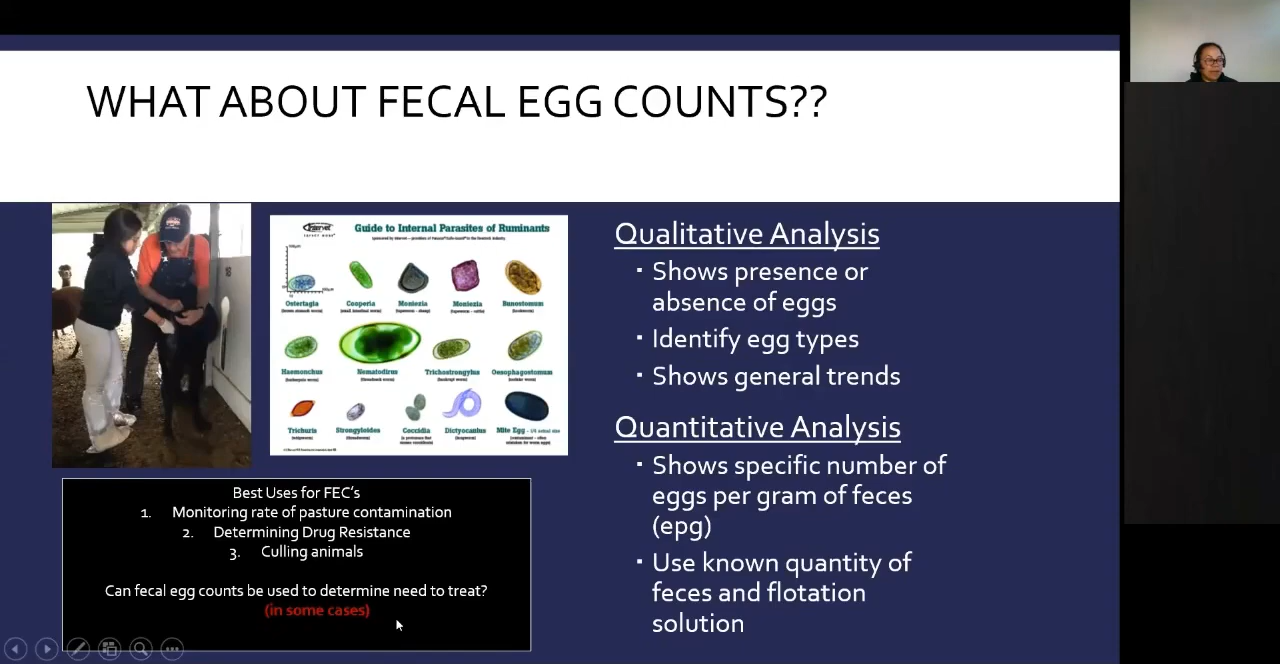 WHAT ABOUT FECAL EGG COUNTS??
Guide to Internal Parasites of Ruminants
Ostertagia
Cooperia
Moniezia
Moniezia
Bunostomum
Haemonchus
Nematodirus
Trichostrongylus
Oesophagostomum
Trichuris
Strongyloides
Coccidia
Dictyocaulus
Mite Egg
Best Uses for FEC's
1. Monitoring rate of pasture contamination
2. Determining Drug Resistance
3. Culling animals
Can fecal egg counts be used to determine need to treat?
(in some cases)
Qualitative Analysis
▪ Shows presence or
absence of eggs
▪ Identify egg types
▪ Shows general trends
Quantitative Analysis
▪ Shows specific number of
eggs per gram of feces
(epg)
▪ Use known quantity of
feces and flotation
solution